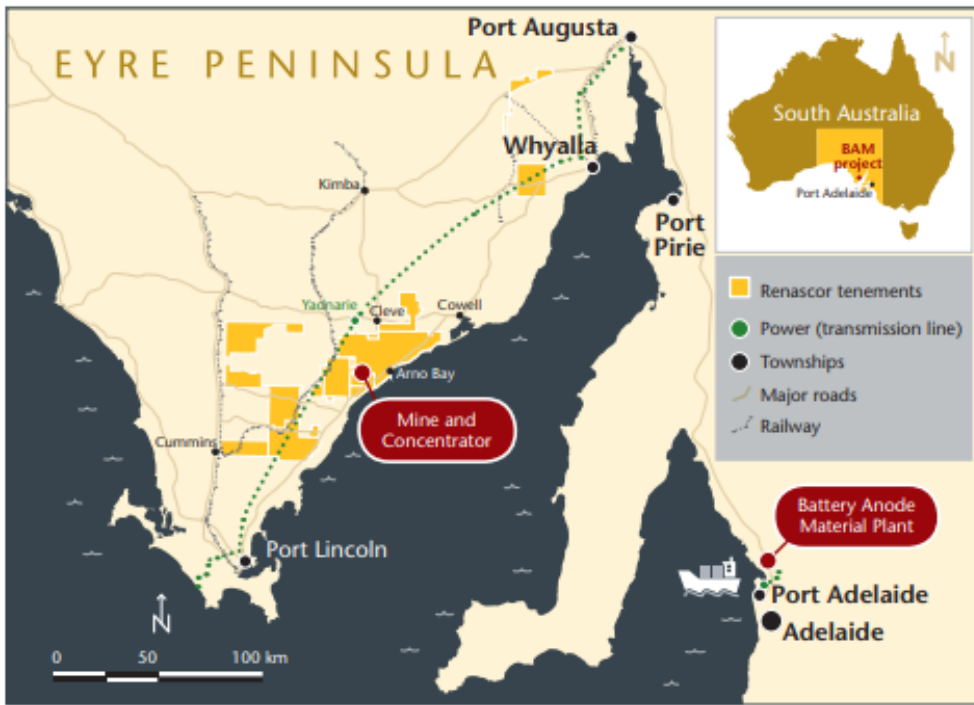 Port Augusta
EYRE PENINSULA
N
South Australia
BAM
project
Port Adelaide
Whyalla
Kimba
Port
Pirie
Renascor tenements
Power (transmission line)
Townships
Major roads
Railway
Yadnarie
Cleve
Cowell
Arno Bay
Mine and
Concentrator
Cummins
Battery Anode
Material Plant
Port Lincoln
Port Adelaide
Adelaide
N
0 50 100 km